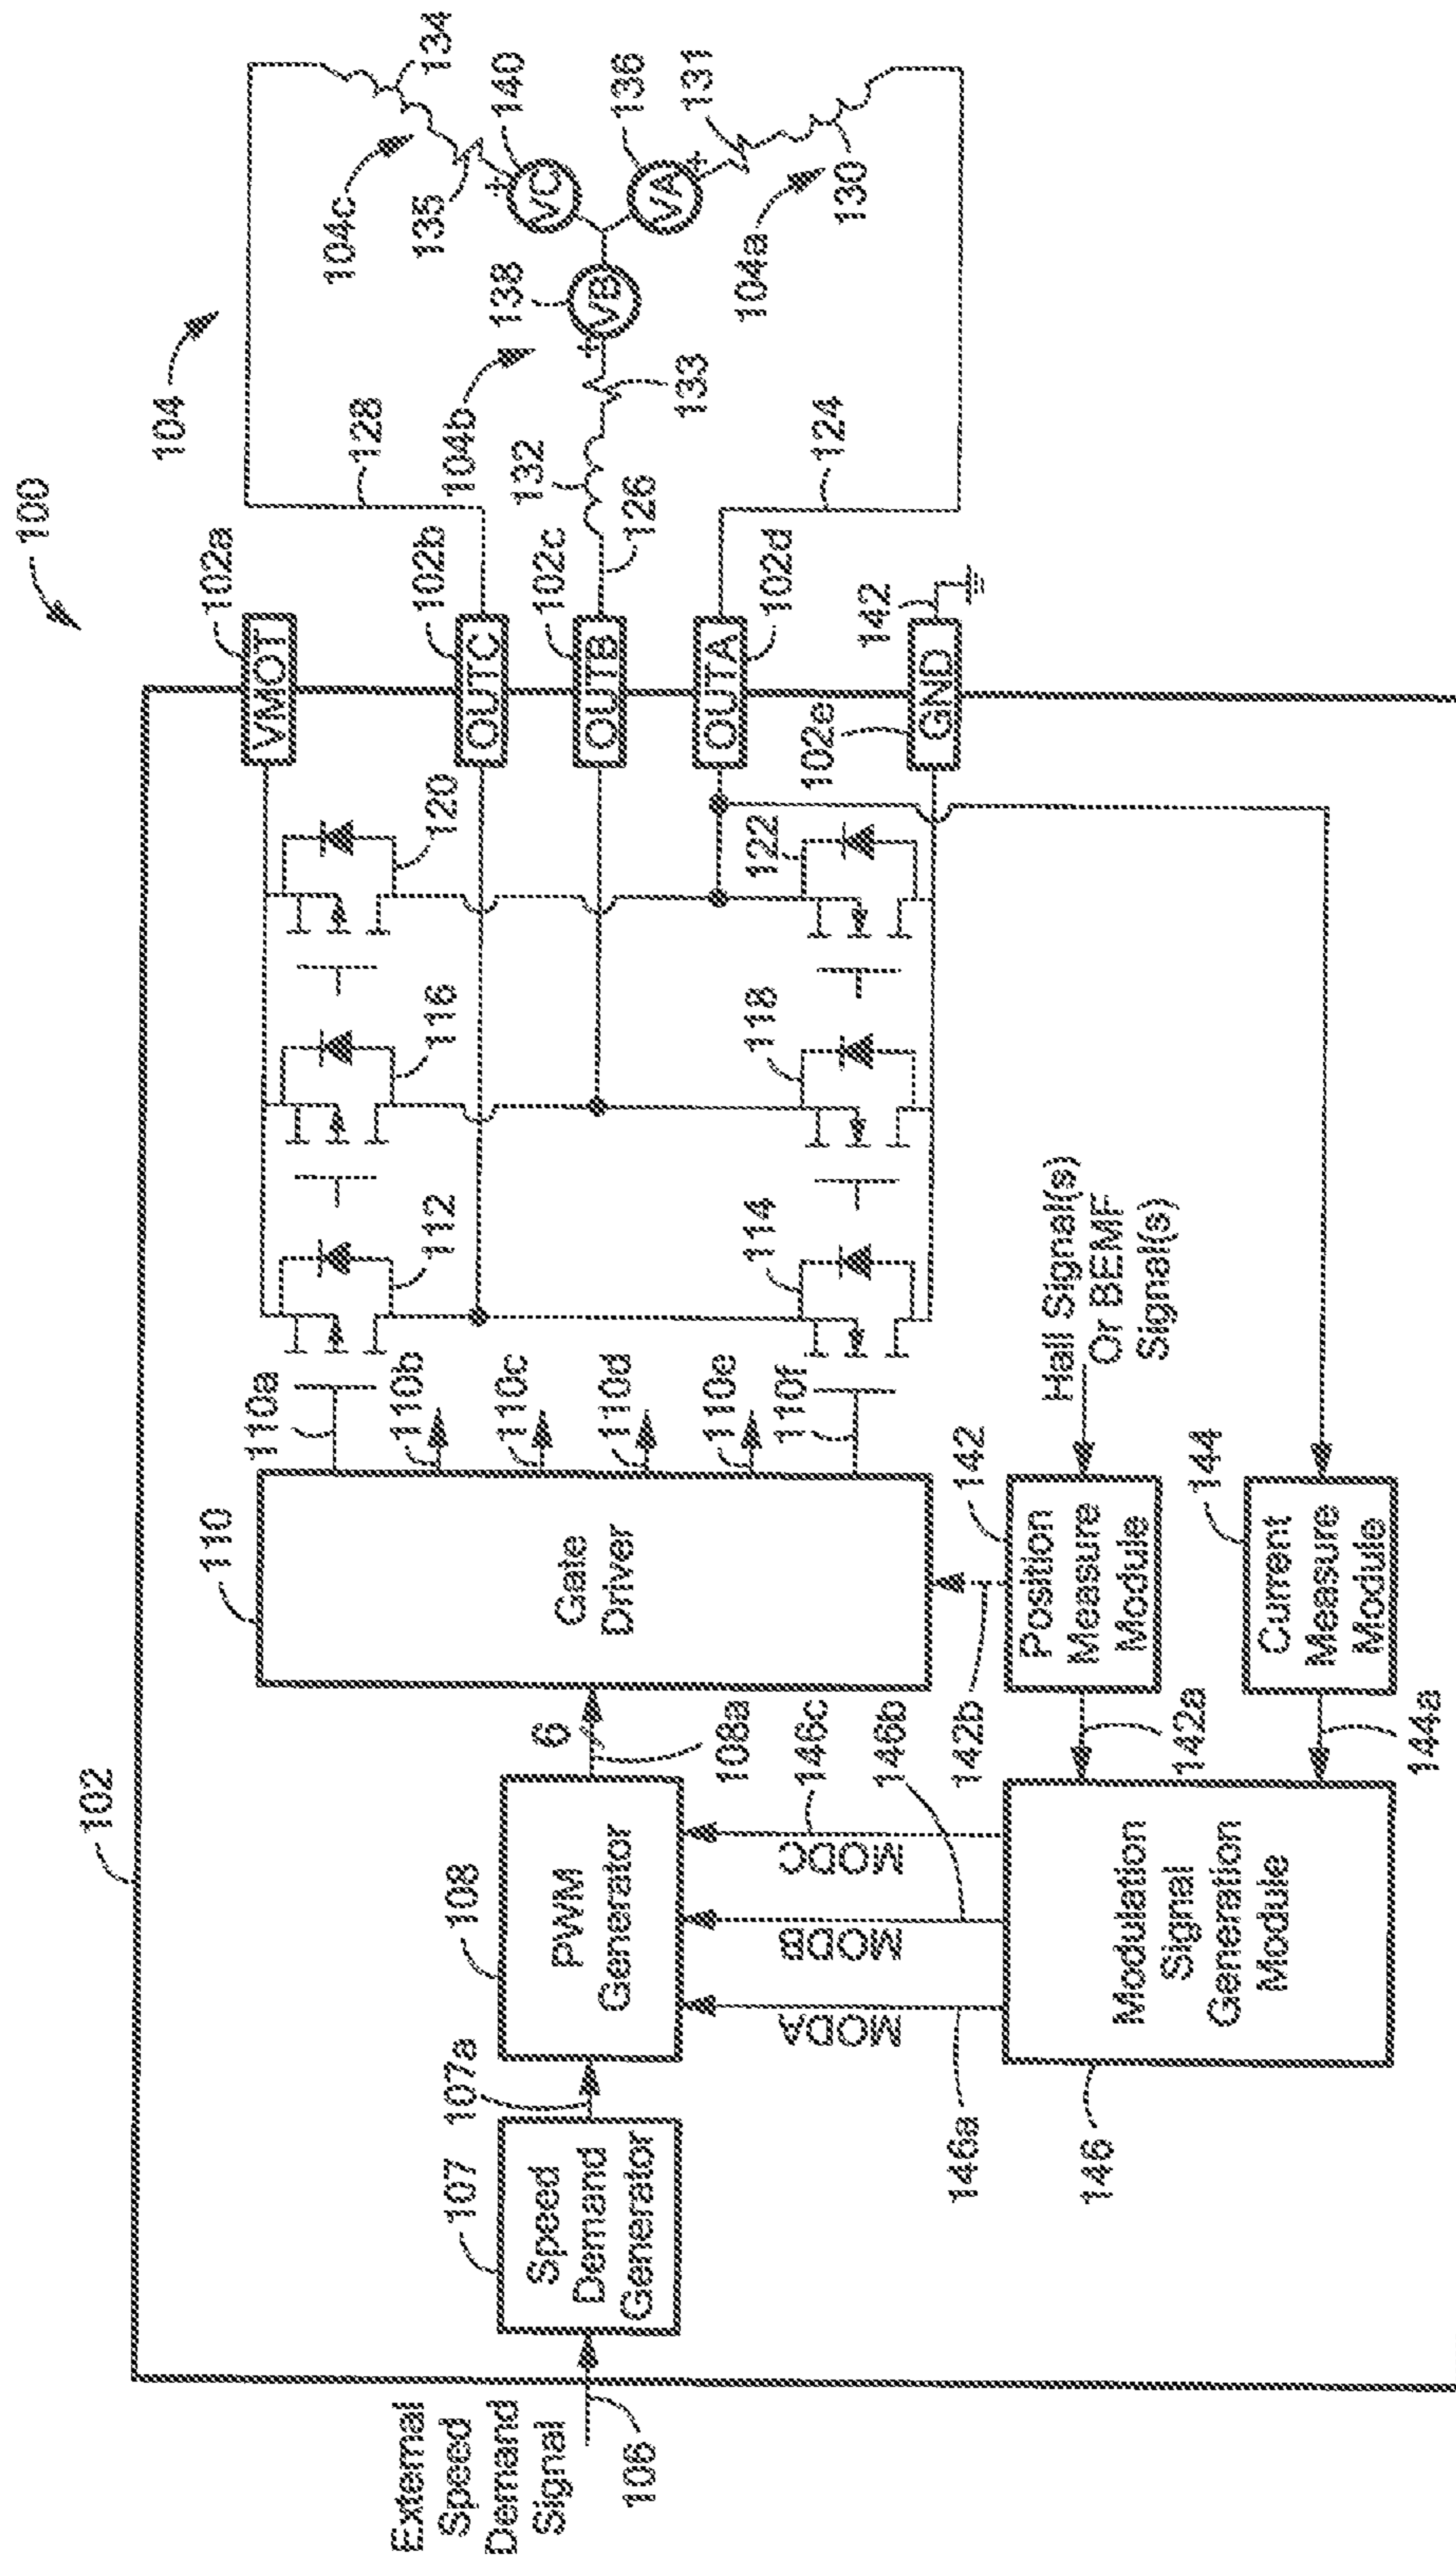 100
102
104
VMOT
102a
OUTC
102b
OUTB
102c
OUTA
102d
GND
102e
142
128
126
124
104c
134
135
VC
140
104b
132
133
VB
138
104a
VA
136
131
130
120
122
116
118
112
114
110
110a
110b
110c
110d
110e
110f
Gate
Driver
External
Speed
Demand
Signal
106
107
Speed
Demand
Generator
107a
108
PWM
Generator
6
108a
MODA
MODB
MODC
146a
146b
146c
142b
146
Modulation
Signal
Generation
Module
142
Position
Measure
Module
142a
Hall Signal(s)
Or BEMF
Signal(s)
144
Current
Measure
Module
144a